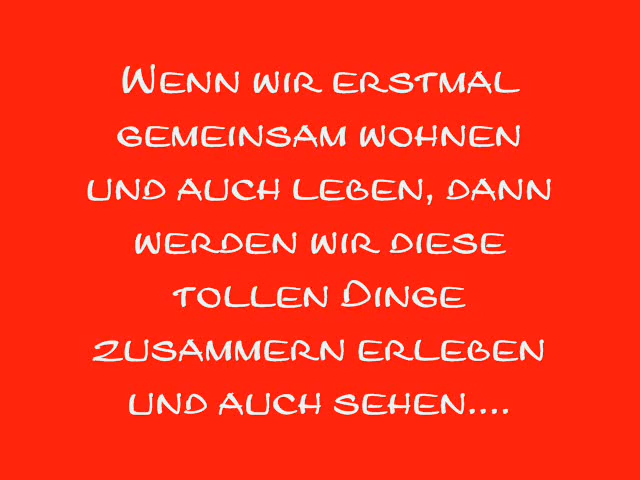 Wenn wir erstmal
gemeinsam wohnen
und auch leben, dann
werden wir diese
tollen Dinge
zusammern erleben
und auch sehen....